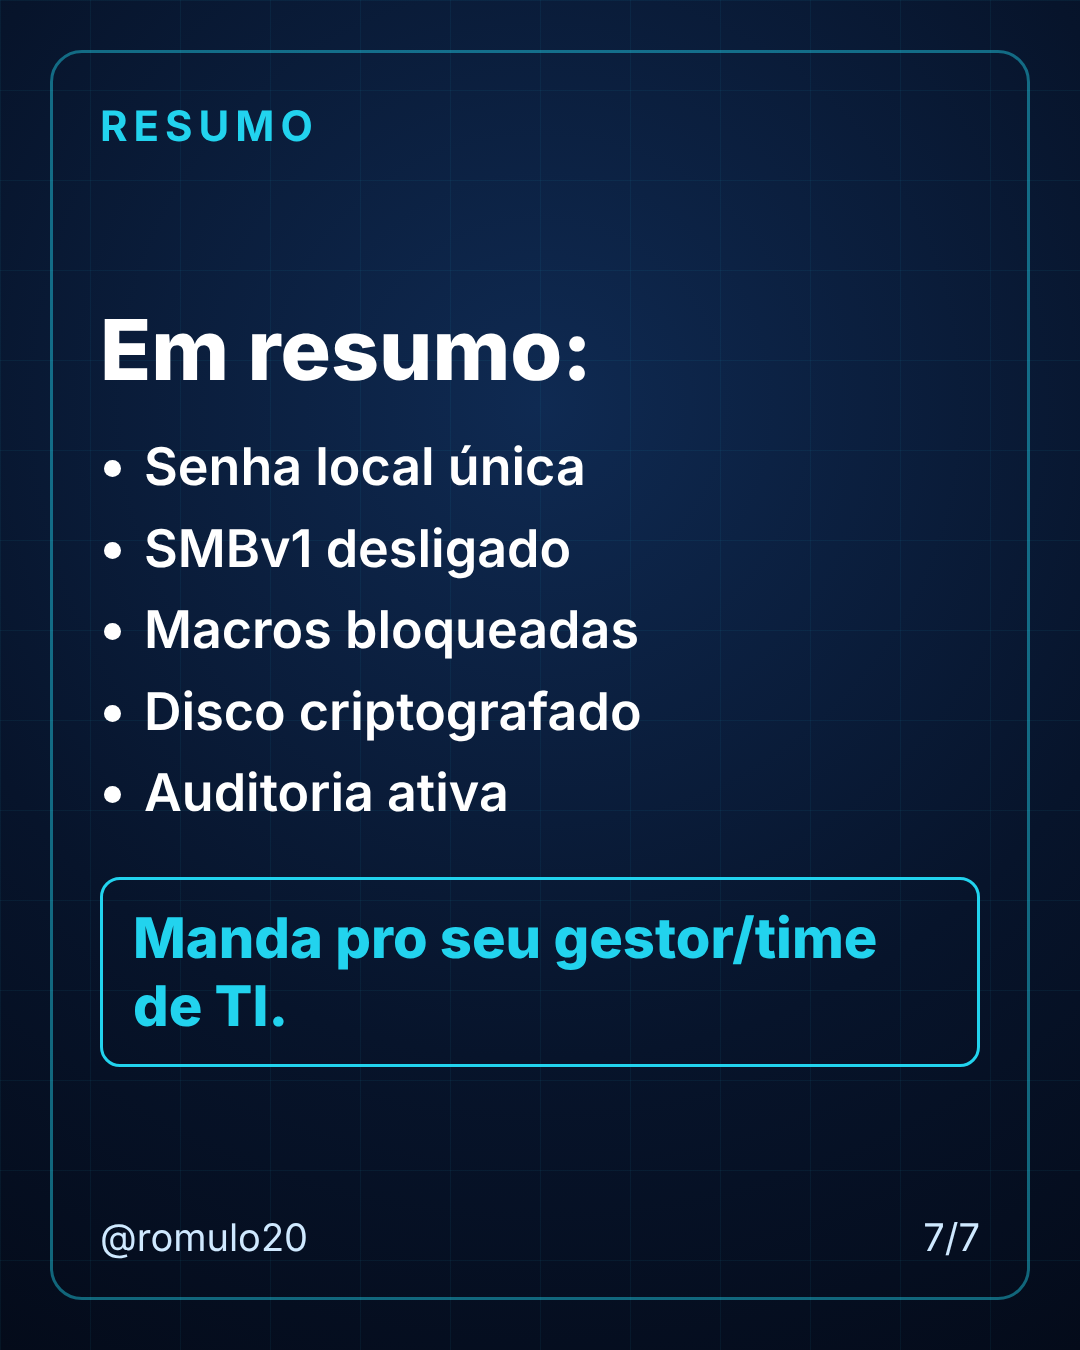 RESUMO
Em resumo:
• Senha local única
• SMBv1 desligado
• Macros bloqueadas
• Disco criptografado
• Auditoria ativa
Manda pro seu gestor/time
de TI.
@romulo20
7/7